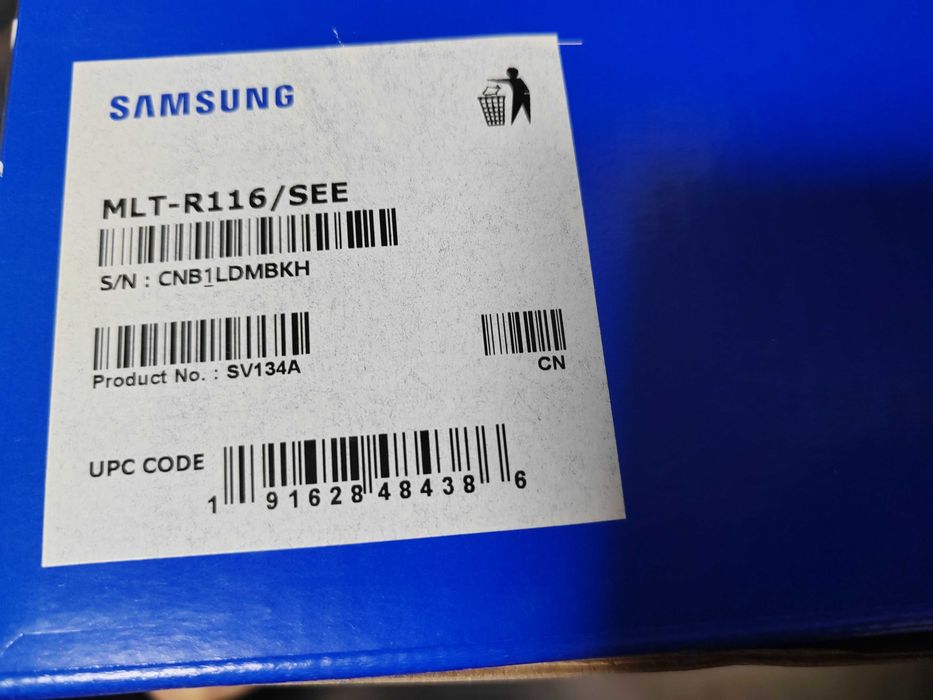 SAMSUNG
MLT-R116/SEE
S/N : CNB1LDMBKH
Product No. : SV134A
CN
UPC CODE
1 91628 48438 6